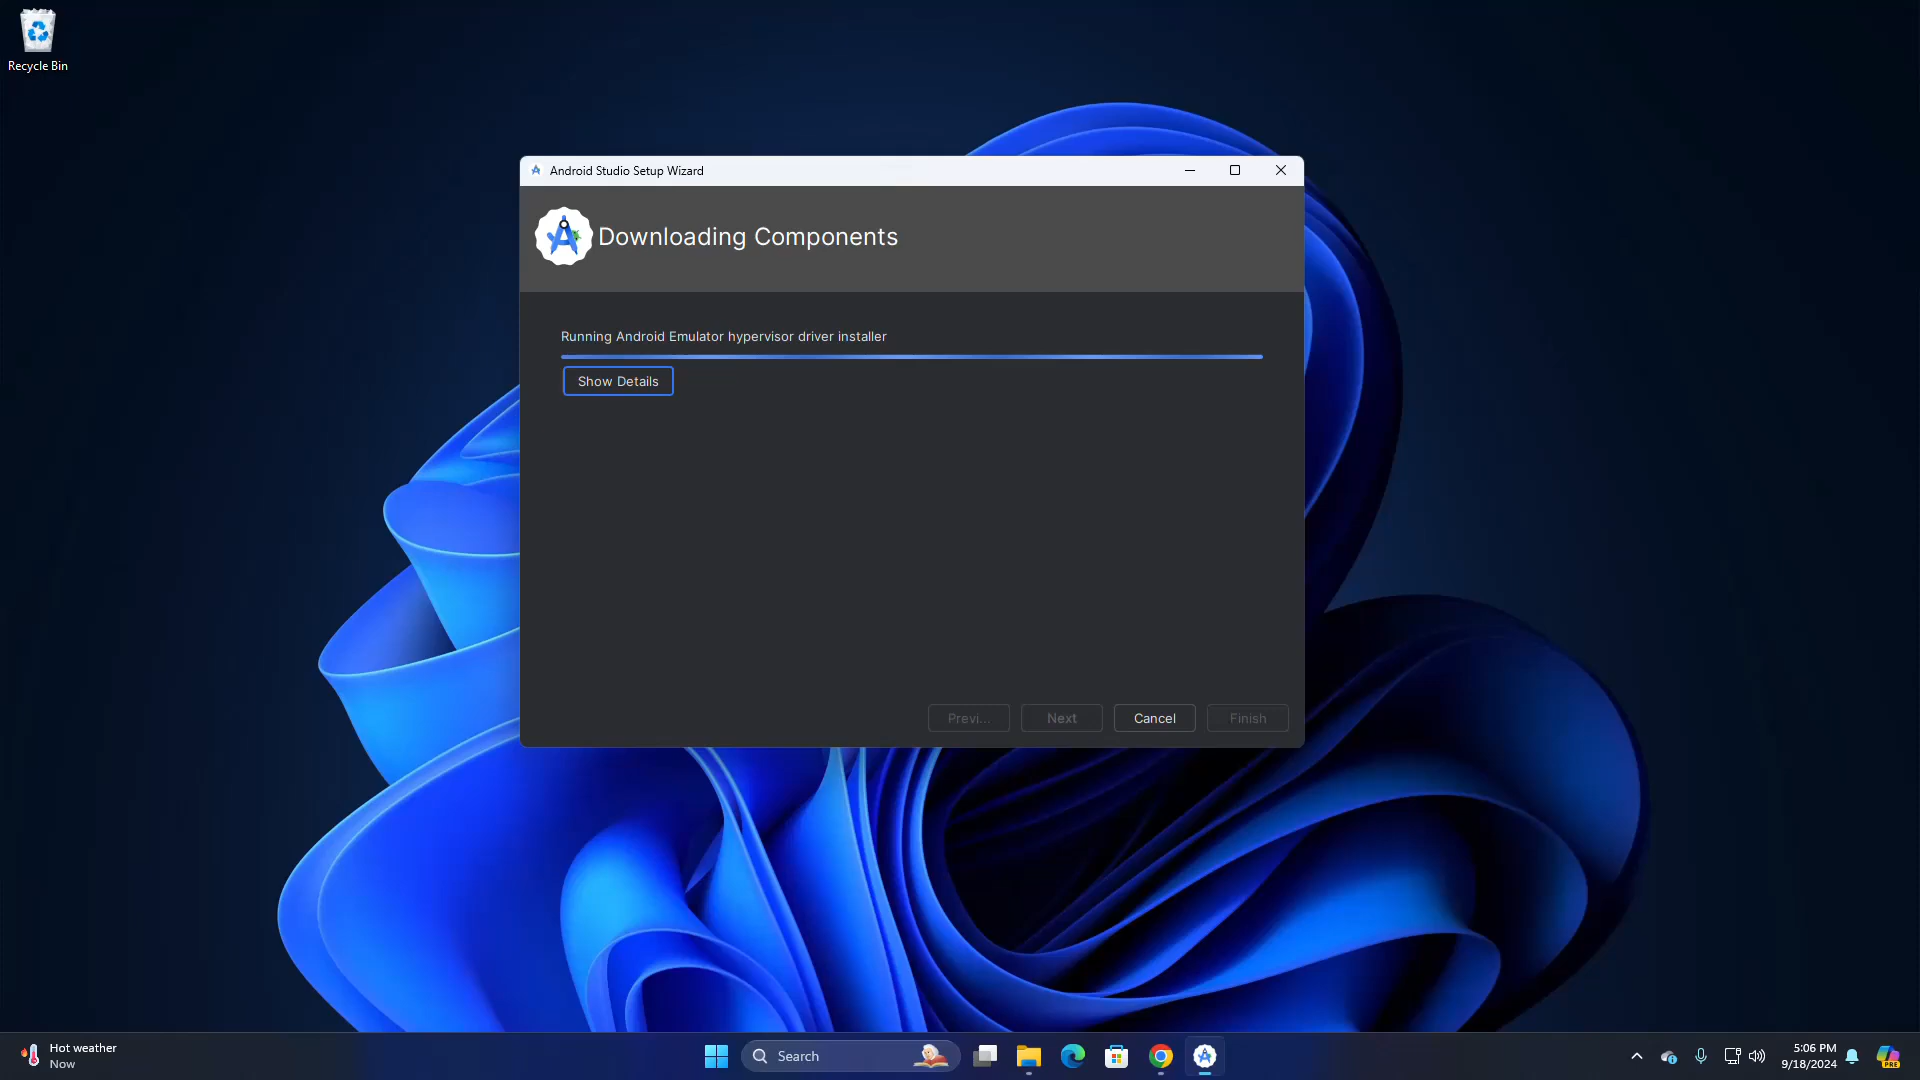 Recycle Bin
Android Studio Setup Wizard
Downloading Components
Running Android Emulator hypervisor driver installer
Show Details
Previ...
Next
Cancel
Finish
Hot weather
Now
Search
5:06 PM
9/18/2024
PRE